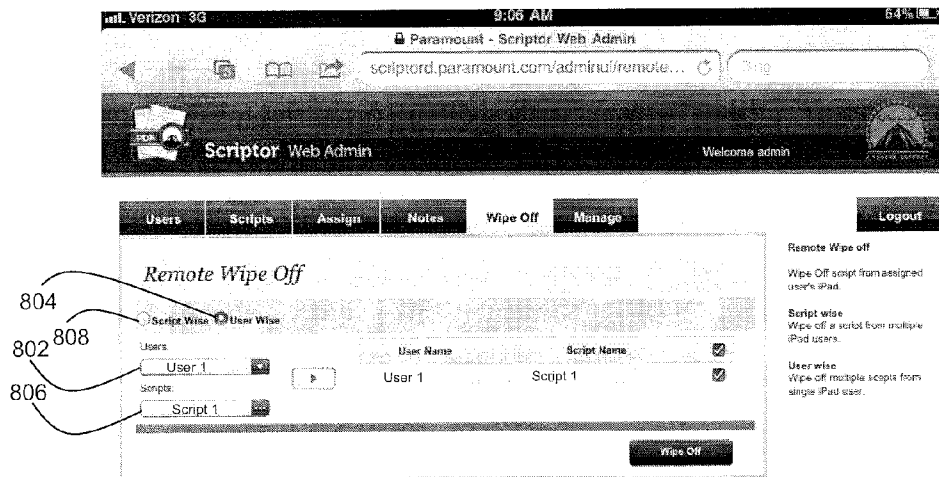 Verizon 3G 9:06 AM 64%
Paramount - Scriptor Web Admin
scriptord.paramount.com/adminui/remote...
Scriptor Web Admin
Welcome admin
Users Scripts Assign Notes Wipe Off Manage Logout
Remote Wipe Off
804
Script Wise User Wise
808
Users:
User Name Script Name
802
User 1
User 1 Script 1
Scripts:
806
Script 1
Wipe Off
Remote Wipe off
Wipe Off script from assigned
user's iPad.
Script wise
Wipe off a script from multiple
iPad users.
User wise
Wipe off multiple scripts from
single iPad user.